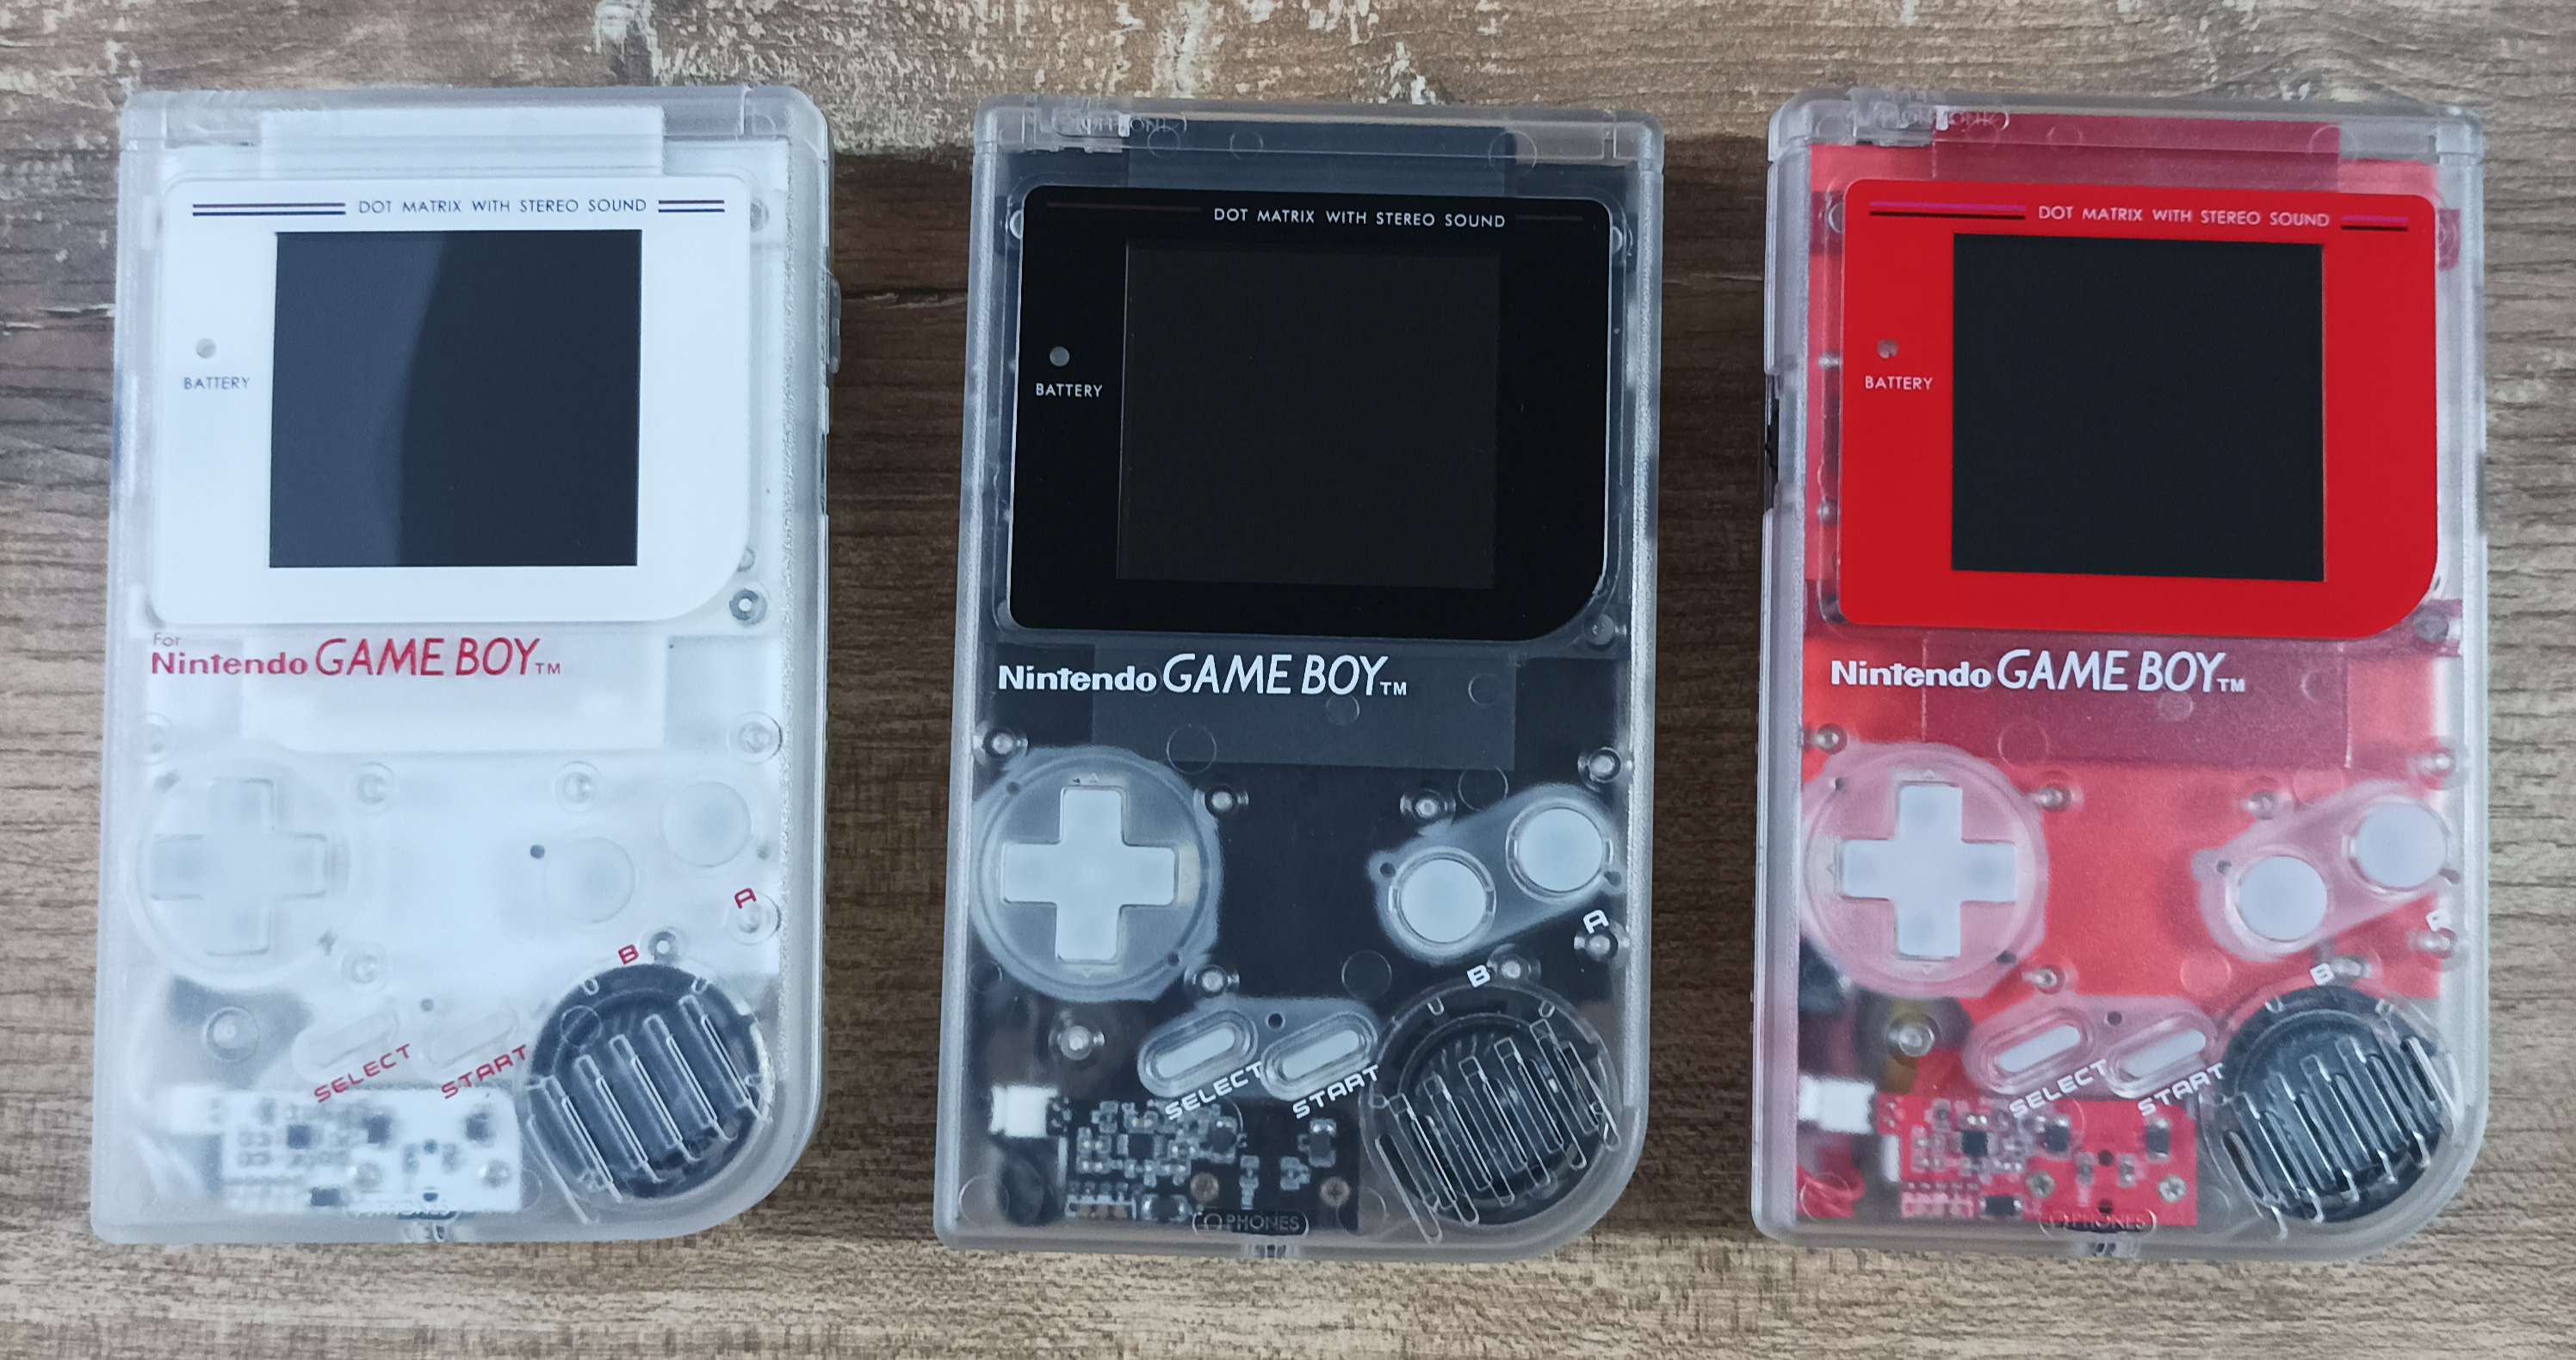 DOT MATRIX WITH STEREO SOUND
BATTERY
For
Nintendo GAME BOY TM
A
B
SELECT
START
PHONES
DOT MATRIX WITH STEREO SOUND
BATTERY
Nintendo GAME BOY TM
A
B
SELECT
START
PHONES
DOT MATRIX WITH STEREO SOUND
BATTERY
Nintendo GAME BOY TM
A
B
SELECT
START
PHONES